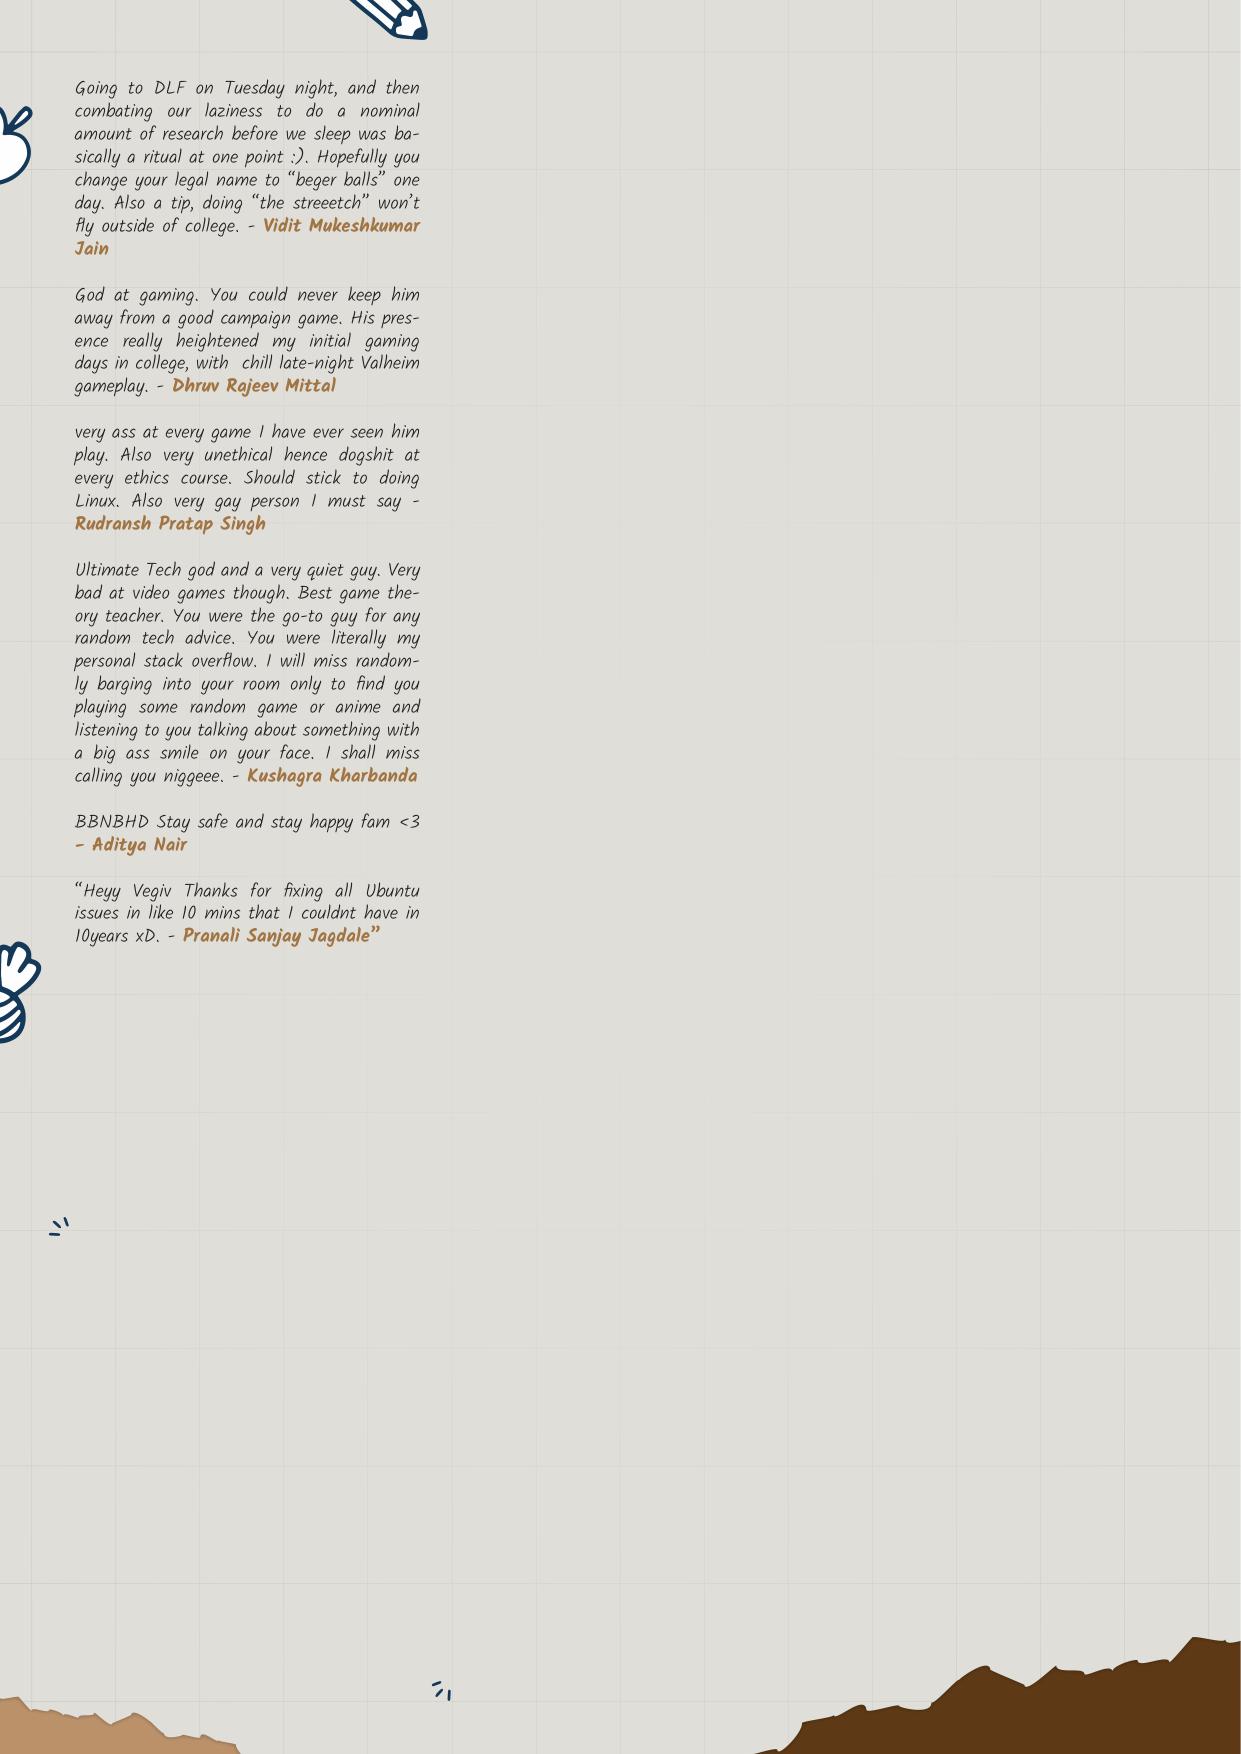 Going to DLF on Tuesday night, and then
combating our laziness to do a nominal
amount of research before we sleep was ba-
sically a ritual at one point :). Hopefully you
change your legal name to “beger balls” one
day. Also a tip, doing “the streeetch” won’t
fly outside of college. - Vidit Mukeshkumar
Jain
God at gaming. You could never keep him
away from a good campaign game. His pres-
ence really heightened my initial gaming
days in college, with chill late-night Valheim
gameplay. - Dhruv Rajeev Mittal
very ass at every game I have ever seen him
play. Also very unethical hence dogshit at
every ethics course. Should stick to doing
Linux. Also very gay person I must say -
Rudransh Pratap Singh
Ultimate Tech god and a very quiet guy. Very
bad at video games though. Best game the-
ory teacher. You were the go-to guy for any
random tech advice. You were literally my
personal stack overflow. I will miss random-
ly barging into your room only to find you
playing some random game or anime and
listening to you talking about something with
a big ass smile on your face. I shall miss
calling you niggeee. - Kushagra Kharbanda
BBNBHD Stay safe and stay happy fam <3
- Aditya Nair
“Heyy Vegiv Thanks for fixing all Ubuntu
issues in like 10 mins that I couldnt have in
10years xD. - Pranali Sanjay Jagdale”